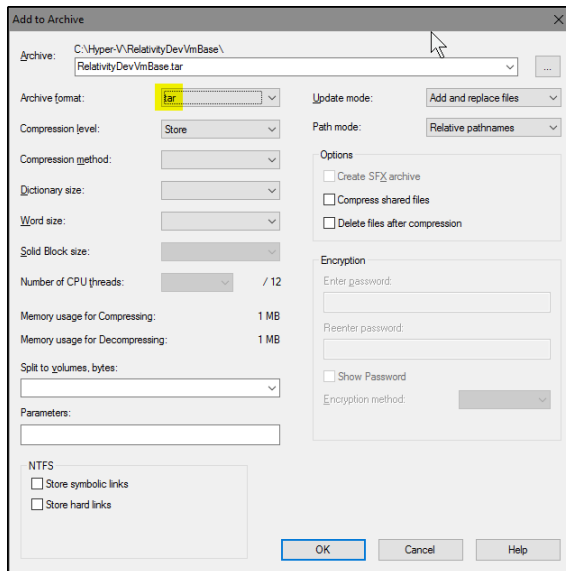 Add to Archive
Archive:
C:\Hyper-V\RelativityDevVmBase\
RelativityDevVmBase.tar
...
Archive format:
tar
Compression level:
Store
Compression method:
Dictionary size:
Word size:
Solid Block size:
Number of CPU threads:
/ 12
Memory usage for Compressing:
1 MB
Memory usage for Decompressing:
1 MB
Split to volumes, bytes:
Parameters:
NTFS
Store symbolic links
Store hard links
Update mode:
Add and replace files
Path mode:
Relative pathnames
Options
Create SFX archive
Compress shared files
Delete files after compression
Encryption
Enter password:
Reenter password:
Show Password
Encryption method:
OK
Cancel
Help